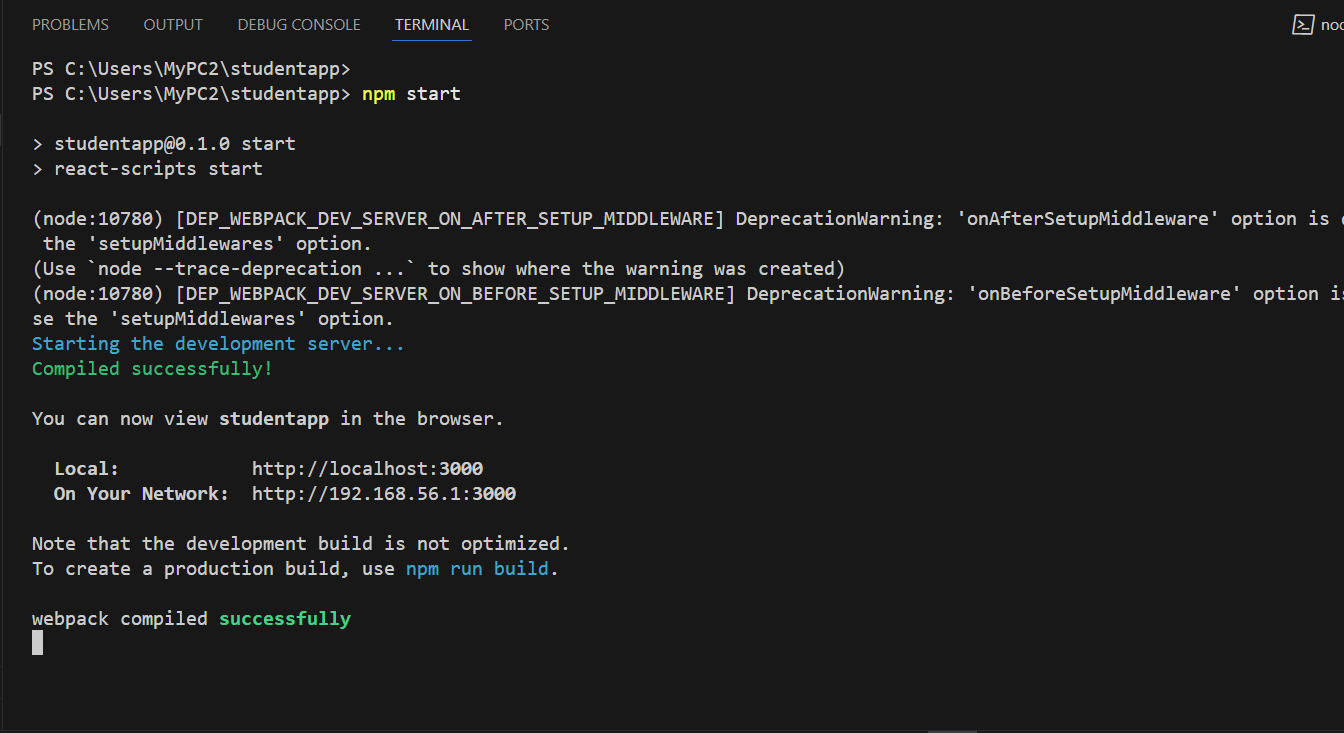 PROBLEMS OUTPUT DEBUG CONSOLE TERMINAL PORTS
PS C:\Users\MyPC2\studentapp>
PS C:\Users\MyPC2\studentapp> npm start
> studentapp@0.1.0 start
> react-scripts start
(node:10780) [DEP_WEBPACK_DEV_SERVER_ON_AFTER_SETUP_MIDDLEWARE] DeprecationWarning: 'onAfterSetupMiddleware' option is
the 'setupMiddlewares' option.
(Use `node --trace-deprecation ...` to show where the warning was created)
(node:10780) [DEP_WEBPACK_DEV_SERVER_ON_BEFORE_SETUP_MIDDLEWARE] DeprecationWarning: 'onBeforeSetupMiddleware' option is
se the 'setupMiddlewares' option.
Starting the development server...
Compiled successfully!
You can now view studentapp in the browser.
Local: http://localhost:3000
On Your Network: http://192.168.56.1:3000
Note that the development build is not optimized.
To create a production build, use npm run build.
webpack compiled successfully